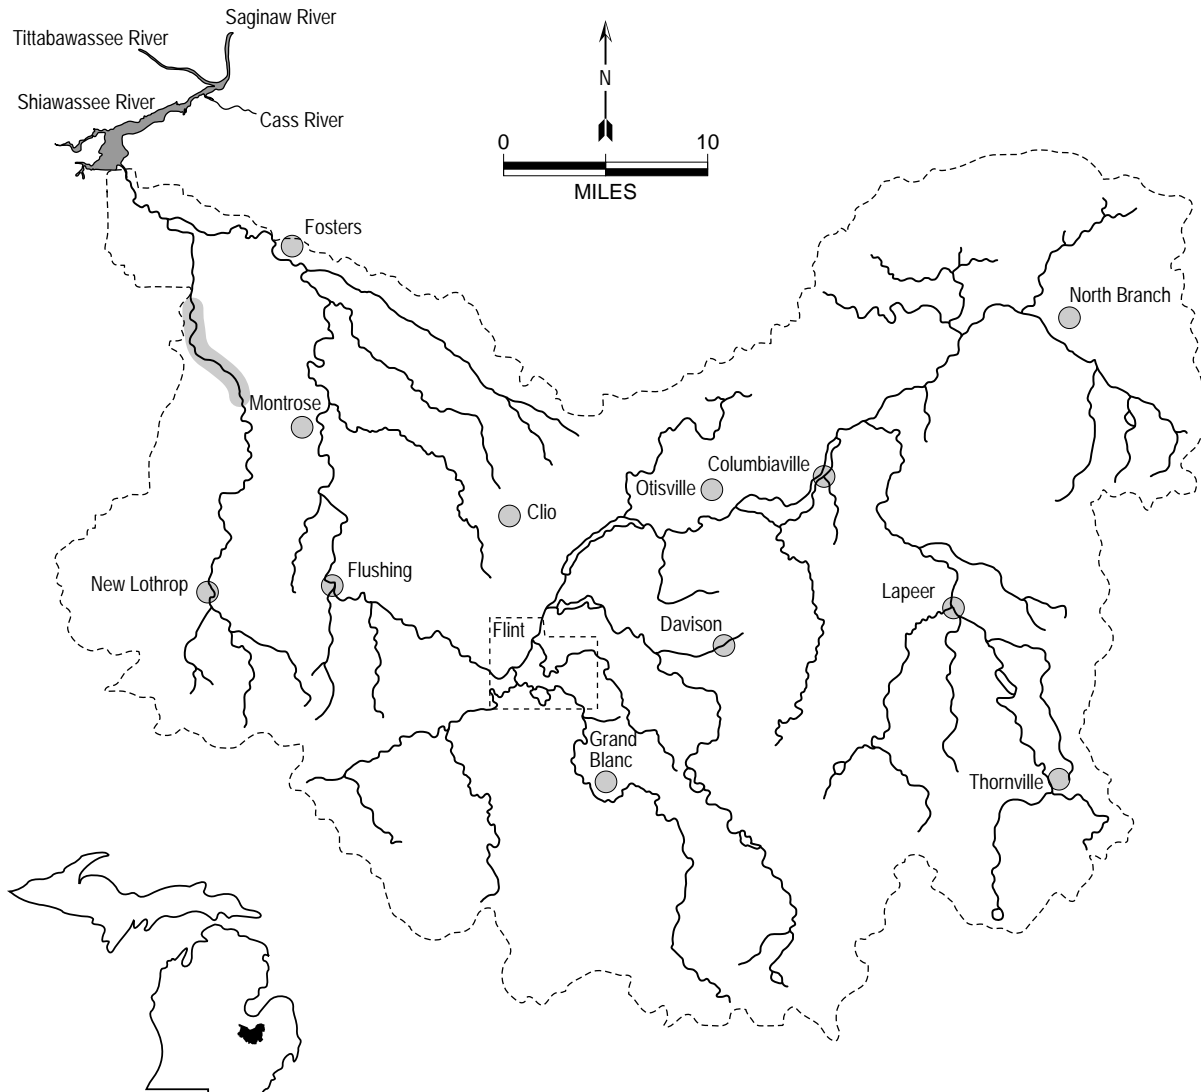 Saginaw River
Tittabawassee River
Shiawassee River
Cass River
N
0 10
MILES
Fosters
North Branch
Montrose
Columbiaville
Otisville
Clio
New Lothrop
Flushing
Lapeer
Flint
Davison
Grand
Blanc
Thornville